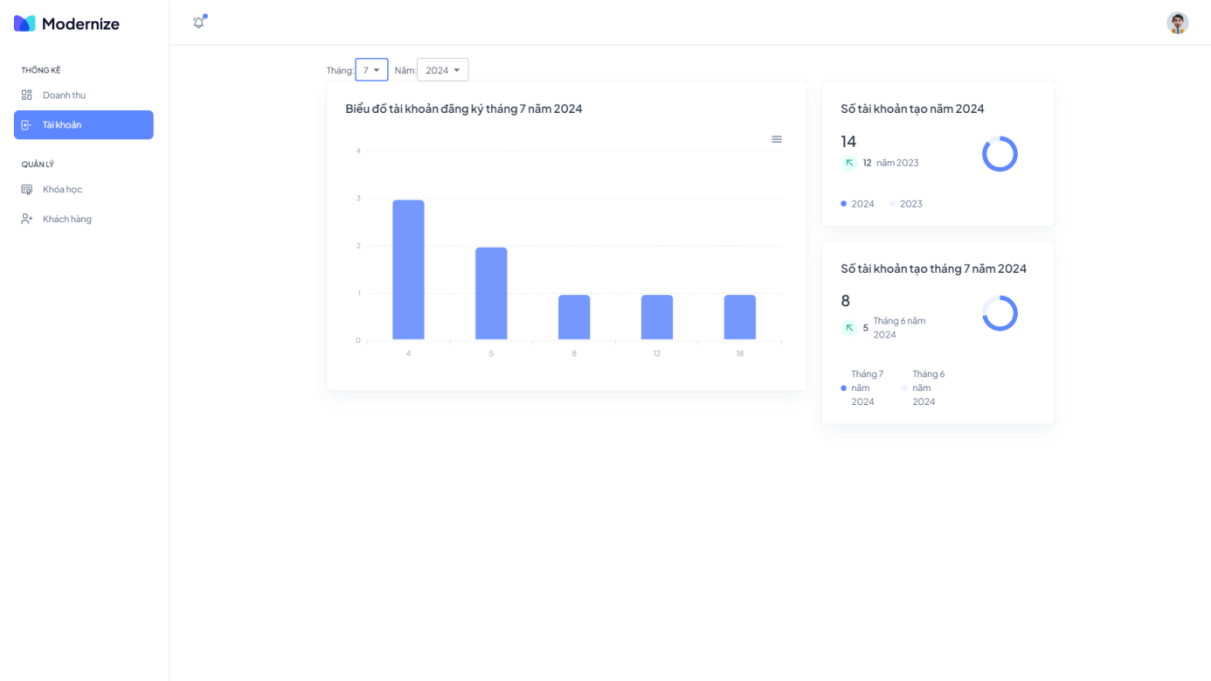 Modernize
THỐNG KÊ
Doanh thu
Tài khoản
QUẢN LÝ
Khóa học
Khách hàng
Tháng: 7 Năm: 2024
Biểu đồ tài khoản đăng ký tháng 7 năm 2024
4
3
2
1
0
4 5 8 12 18
Số tài khoản tạo năm 2024
14
12 năm 2023
2024 2023
Số tài khoản tạo tháng 7 năm 2024
8
5 Tháng 6 năm
2024
Tháng 7
năm
2024
Tháng 6
năm
2024